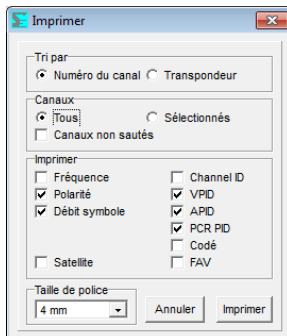 Imprimer
Tri par
Numéro du canal Transpondeur
Canaux
Tous Sélectionnés
Canaux non sautés
Imprimer
Fréquence Channel ID
Polarité VPID
Débit symbole APID
PCR PID
Codé
Satellite FAV
Taille de police
4 mm Annuler Imprimer